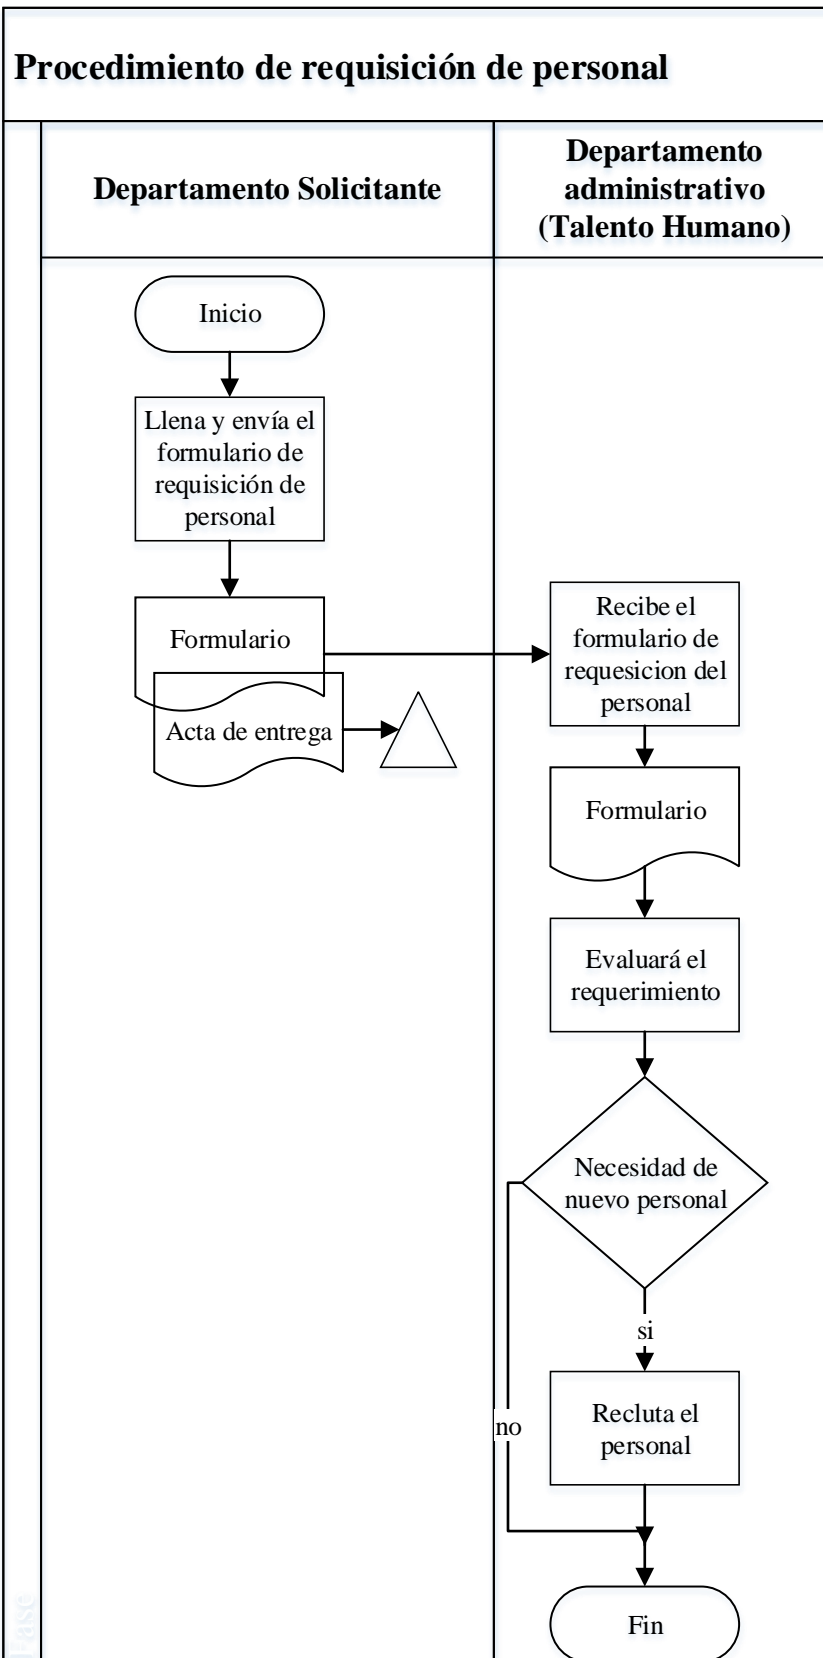 Procedimiento de requisición de personal
Departamento Solicitante
Departamento
administrativo
(Talento Humano)
Inicio
Llena y envía el
formulario de
requisición de
personal
Formulario
Acta de entrega
Recibe el
formulario de
requesicion del
personal
Formulario
Evaluará el
requerimiento
Necesidad de
nuevo personal
si
no
Recluta el
personal
Fin
Fase